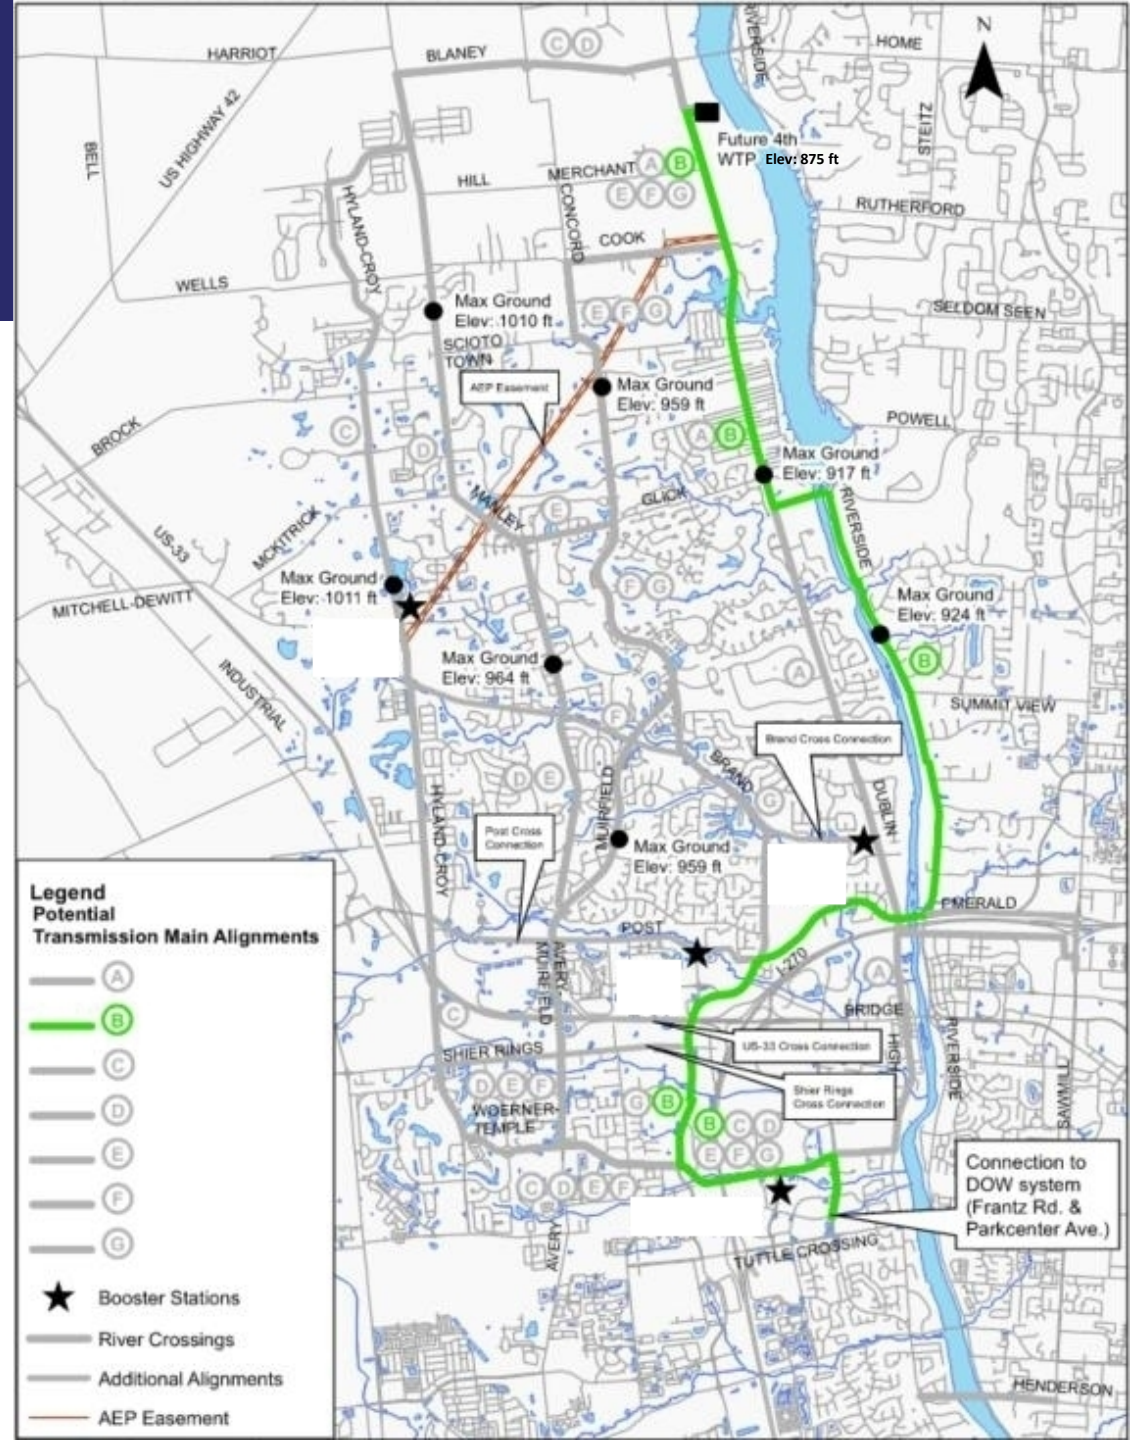 HARRIOT
BLANEY
C D
RIVERSIDE
HOME
N
US HIGHWAY 42
BELL
STEITZ
Future 4th
WTP Elev: 875 ft
MERCHANT A B
E F G
HILL
CONCORD
HYLAND-CROY
RUTHERFORD
COOK
WELLS
Max Ground
Elev: 1010 ft
E F G
SELDOM SEEN
SCIOTO
TOWN
AEP Easement
Max Ground
Elev: 959 ft
BROCK
C
D
A B
POWELL
Max Ground
Elev: 917 ft
MANLEY
E
GLICK
RIVERSIDE
US-33
MCKITRICK
MITCHELL-DEWITT
Max Ground
Elev: 1011 ft
F G
Max Ground
Elev: 924 ft
INDUSTRIAL
Max Ground
Elev: 964 ft
A
B
SUMMIT VIEW
F
Brand Cross Connection
BRAND
D E
MUIRFIELD
G
DUBLIN
HYLAND-CROY
Post Cross
Connection
Max Ground
Elev: 959 ft
EMERALD
POST
AVERY-
MUIRFIELD
I-270
A
C
BRIDGE
US-33 Cross Connection
SHIER RINGS
HIGH
RIVERSIDE
SAWMILL
D E F
Shier Rings
Cross Connection
G B
WOERNER-
TEMPLE
B C D
E F G
C D E F
Connection to
DOW system
(Frantz Rd. &
Parkcenter Ave.)
AVERY
TUTTLE CROSSING
HENDERSON
Legend
Potential
Transmission Main Alignments
A
B
C
D
E
F
G
Booster Stations
River Crossings
Additional Alignments
AEP Easement